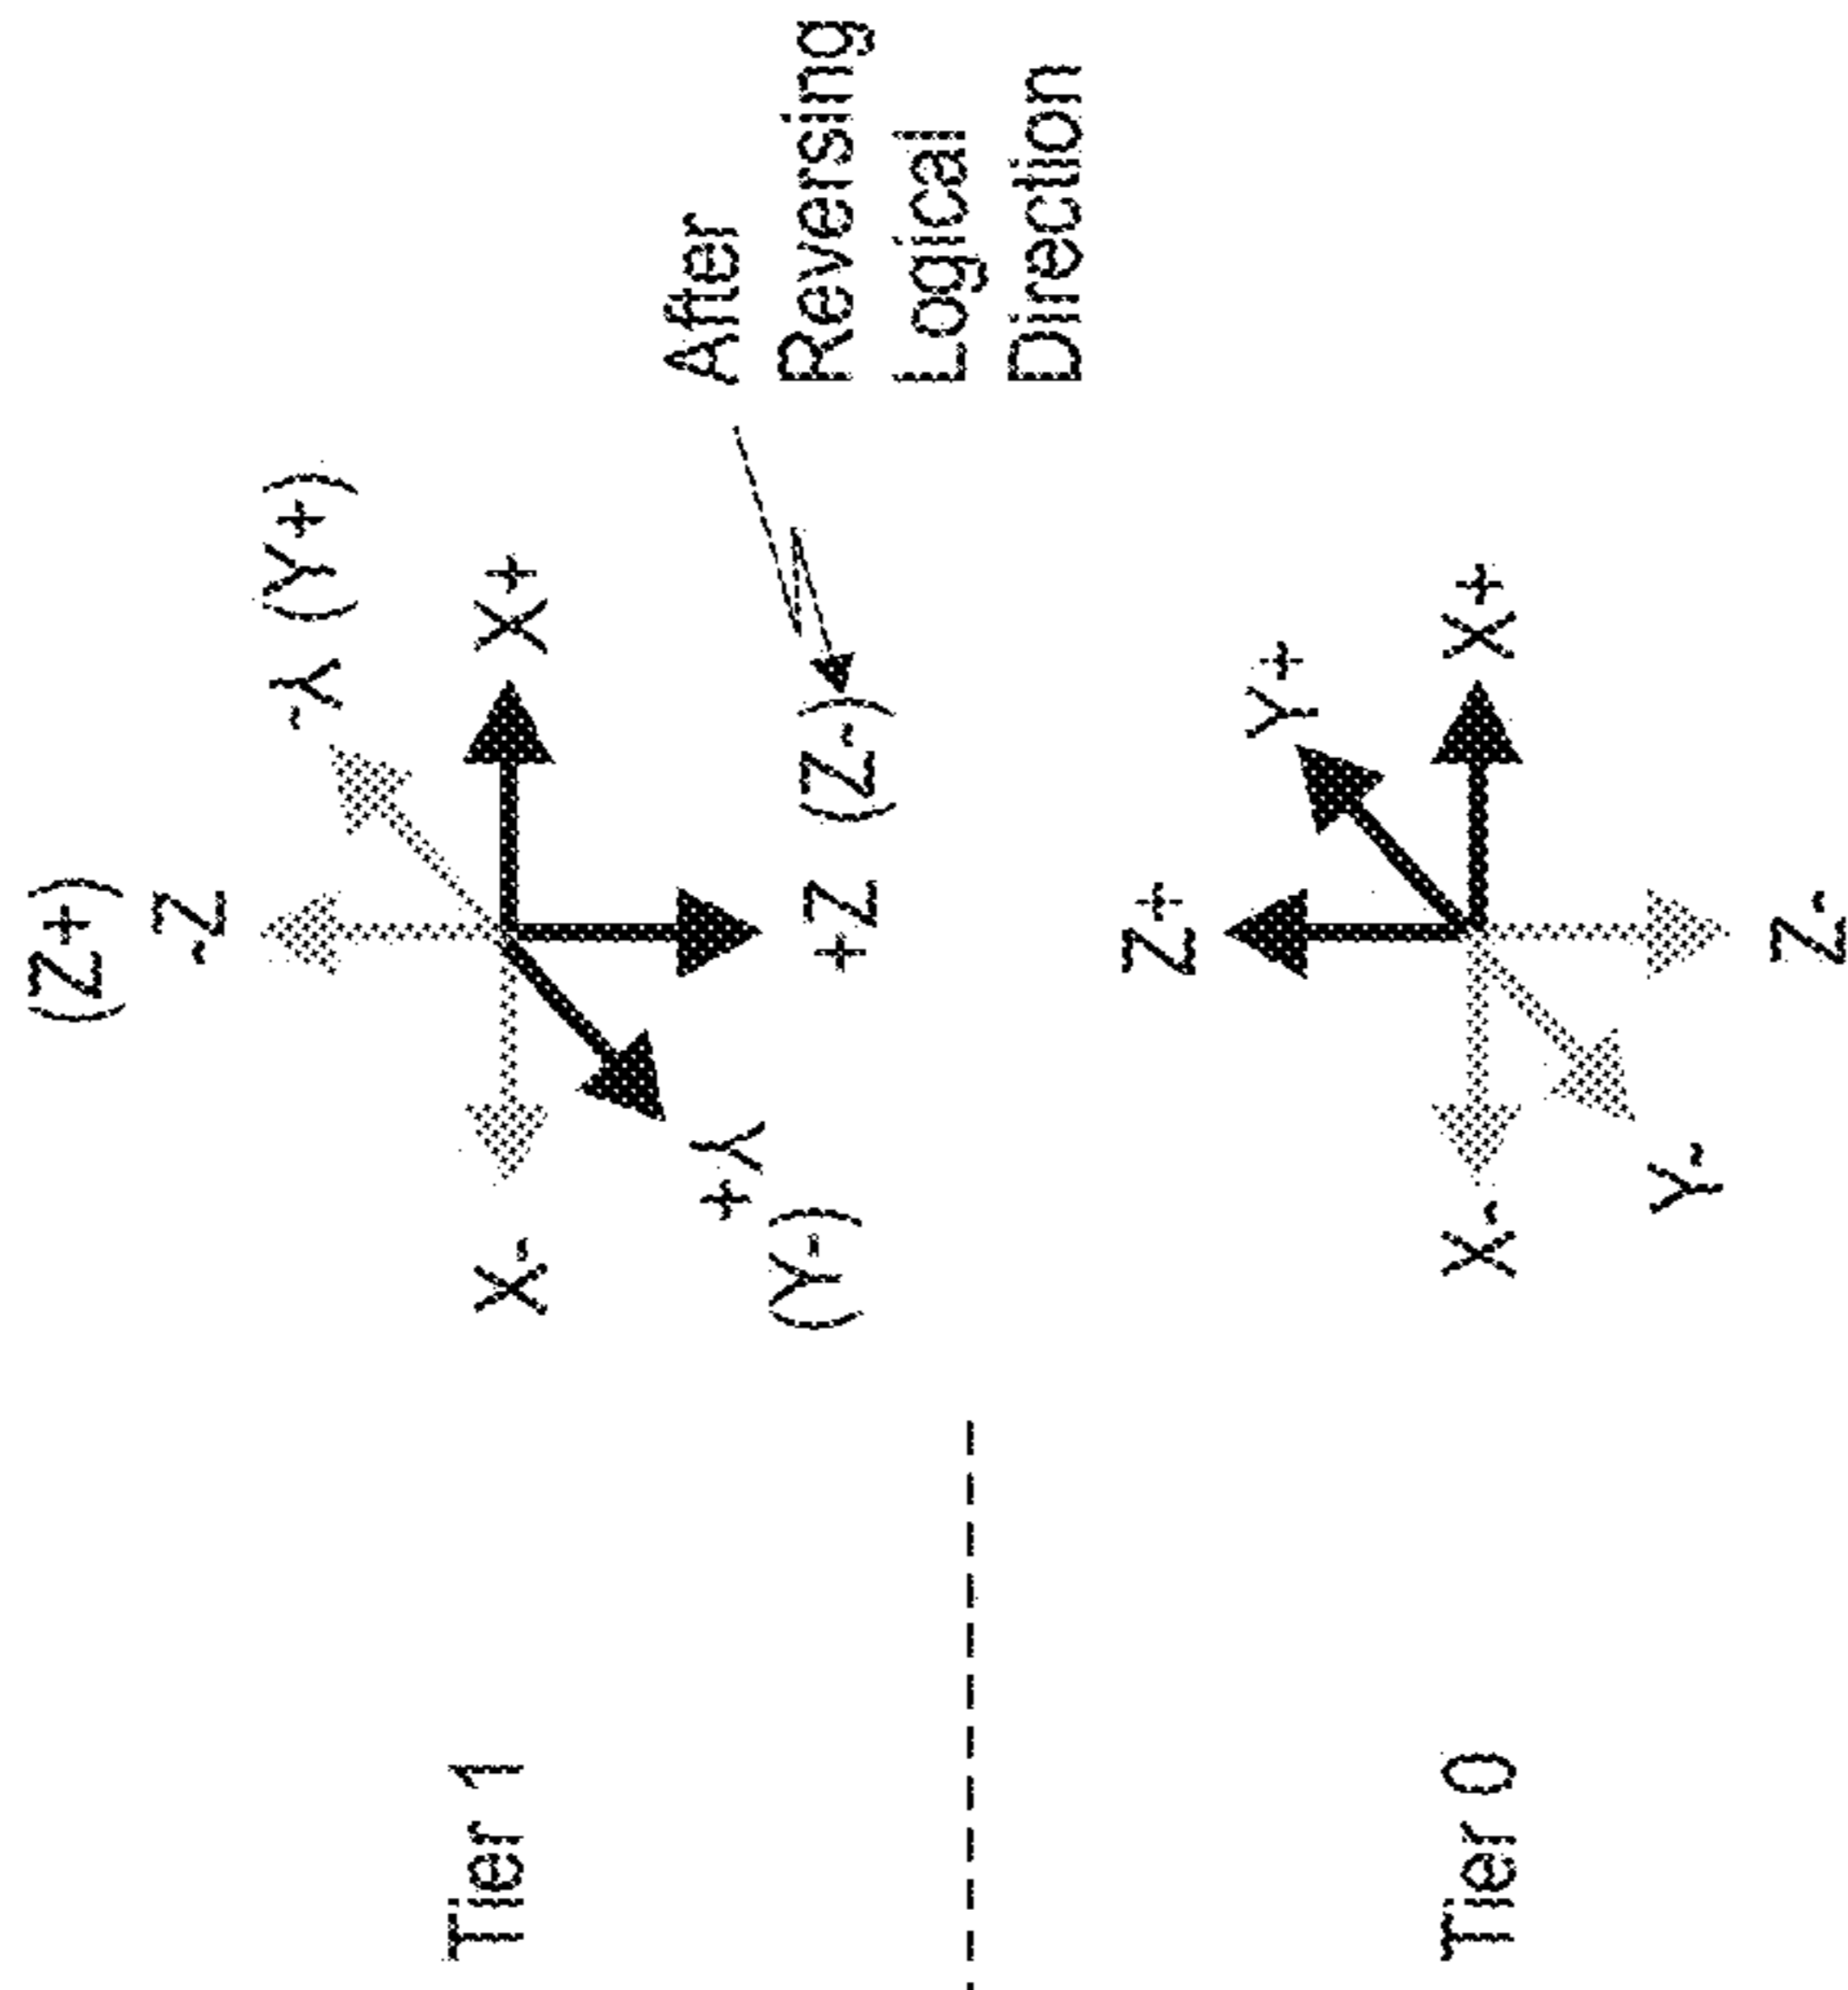 (Z+)
-Z
-Y (Y+)
Tier 1
X-
X+
+Y
(Y-)
+Z (Z-)
After
Reversing
Logical
Direction
Z+
Y+
Tier 0
X-
X+
Y-
Z-